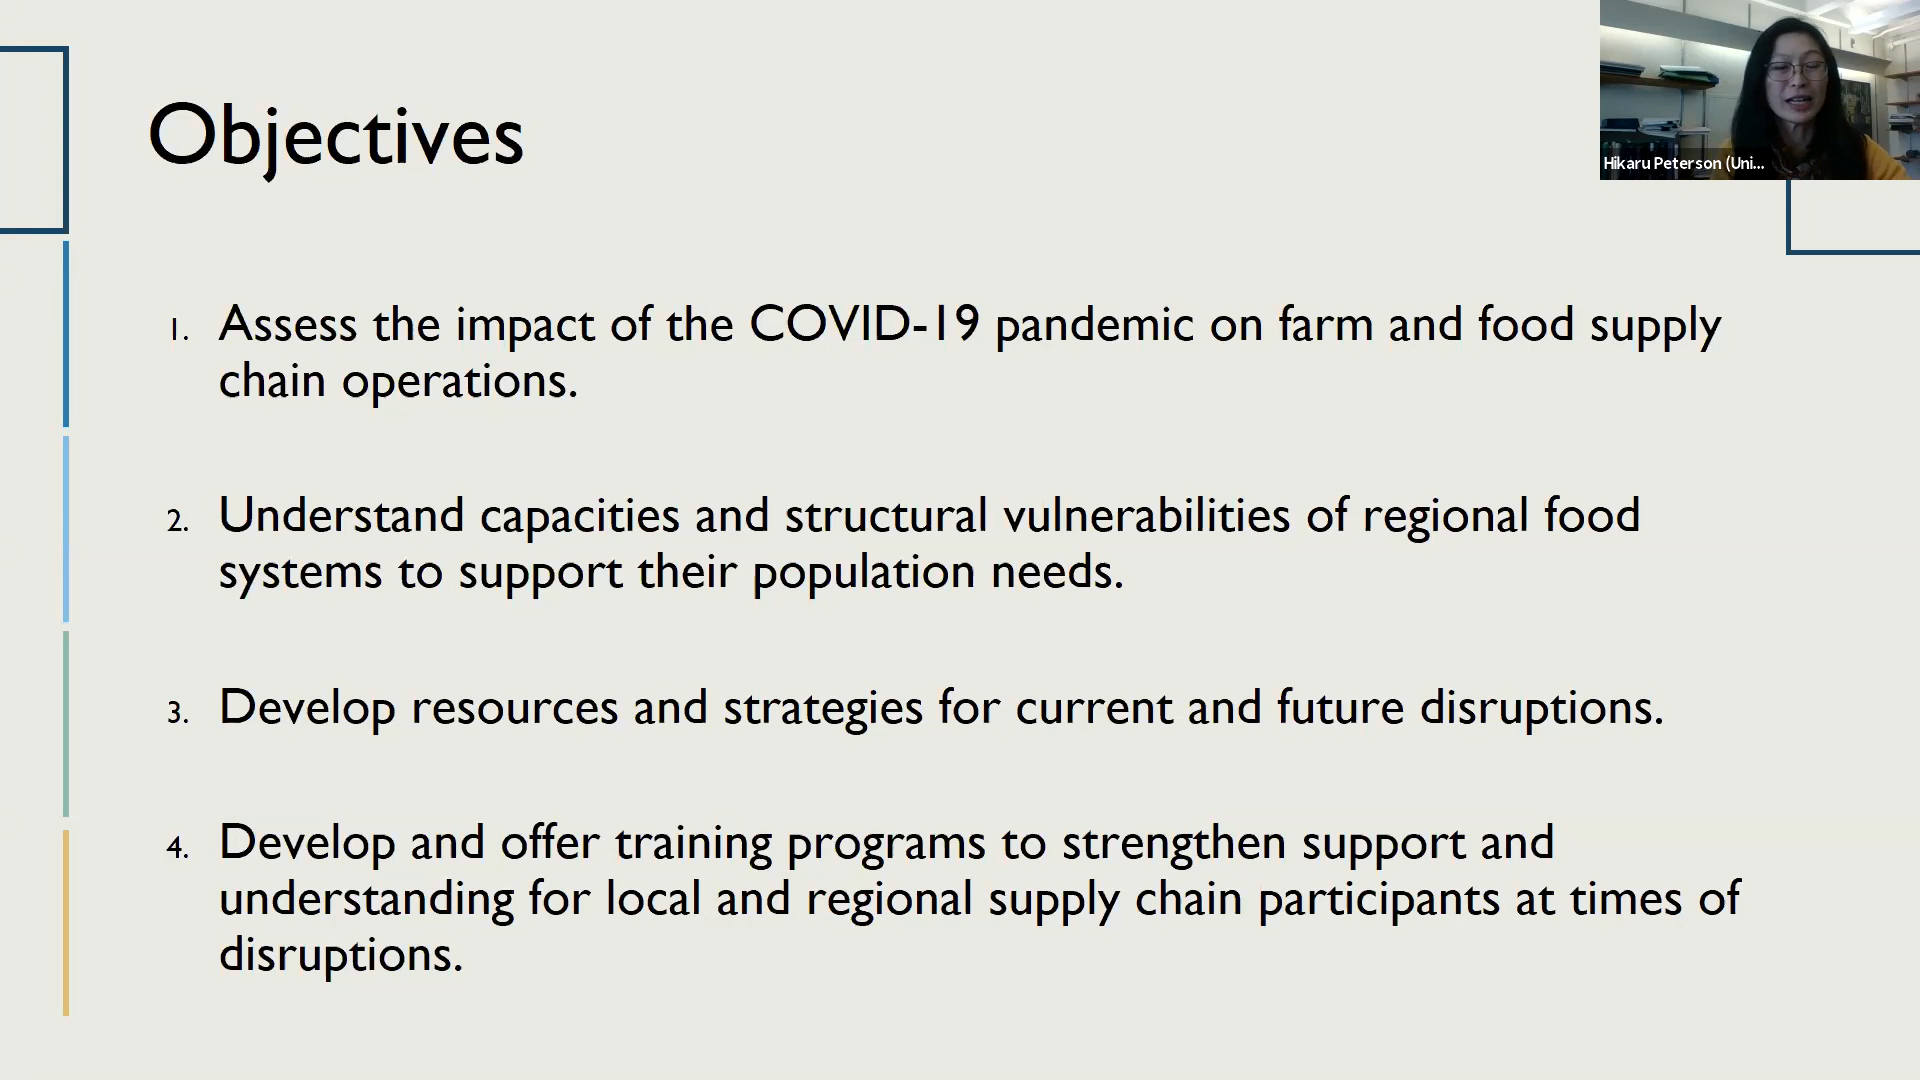 Objectives
Hikaru Peterson (Uni...
1. Assess the impact of the COVID-19 pandemic on farm and food supply
chain operations.
2. Understand capacities and structural vulnerabilities of regional food
systems to support their population needs.
3. Develop resources and strategies for current and future disruptions.
4. Develop and offer training programs to strengthen support and
understanding for local and regional supply chain participants at times of
disruptions.